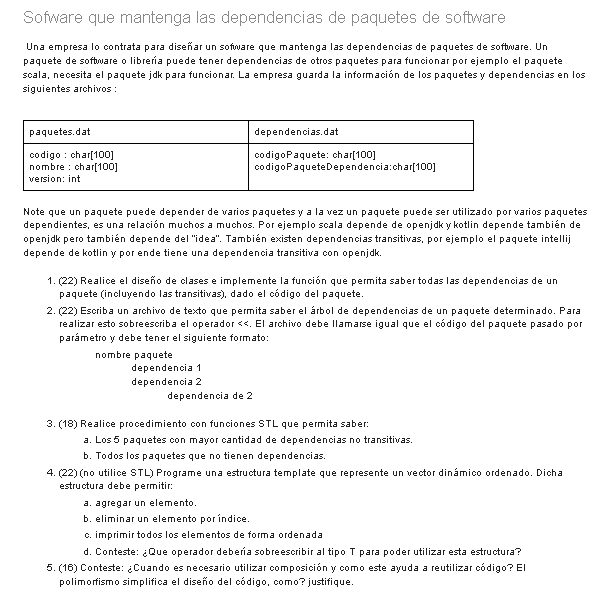 Sofware que mantenga las dependencias de paquetes de software
Una empresa lo contrata para diseñar un sofware que mantenga las dependencias de paquetes de software. Un
paquete de software o librería puede tener dependencias de otros paquetes para funcionar por ejemplo el paquete
scala, necesita el paquete jdk para funcionar. La empresa guarda la información de los paquetes y dependencias en los
siguientes archivos :
paquetes.dat
dependencias.dat
codigo : char[100]
nombre : char[100]
version: int
codigoPaquete: char[100]
codigoPaqueteDependencia:char[100]
Note que un paquete puede depender de varios paquetes y a la vez un paquete puede ser utilizado por varios paquetes
dependientes, es una relación muchos a muchos. Por ejemplo scala depende de openjdk y kotlin depende también de
openjdk pero también depende del "idea". También existen dependencias transitivas, por ejemplo el paquete intellij
depende de kotlin y por ende tiene una dependencia transitiva con openjdk.
1. (22) Realice el diseño de clases e implemente la función que permita saber todas las dependencias de un
paquete (incluyendo las transitivas), dado el código del paquete.
2. (22) Escriba un archivo de texto que permita saber el árbol de dependencias de un paquete determinado. Para
realizar esto sobreescriba el operador <<. El archivo debe llamarse igual que el código del paquete pasado por
parámetro y debe tener el siguiente formato:
nombre paquete
dependencia 1
dependencia 2
dependencia de 2
3. (18) Realice procedimiento con funciones STL que permita saber:
a. Los 5 paquetes con mayor cantidad de dependencias no transitivas.
b. Todos los paquetes que no tienen dependencias.
4. (22) (no utilice STL) Programe una estructura template que represente un vector dinámico ordenado. Dicha
estructura debe permitir:
a. agregar un elemento.
b. eliminar un elemento por índice.
c. imprimir todos los elementos de forma ordenada
d. Conteste: ¿Que operador debería sobreescribir al tipo T para poder utilizar esta estructura?
5. (16) Conteste: ¿Cuando es necesario utilizar composición y como este ayuda a reutilizar código? El
polimorfismo simplifica el diseño del código, como? justifique.